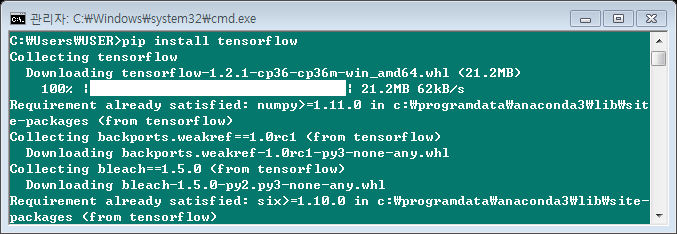 관리자: C:₩Windows₩system32₩cmd.exe
C:₩Users₩USER>pip install tensorflow
Collecting tensorflow
  Downloading tensorflow-1.2.1-cp36-cp36m-win_amd64.whl (21.2MB)
    100% |████████████████████████████████| 21.2MB 62kB/s
Requirement already satisfied: numpy>=1.11.0 in c:₩programdata₩anaconda3₩lib₩sit
e-packages (from tensorflow)
Collecting backports.weakref==1.0rc1 (from tensorflow)
  Downloading backports.weakref-1.0rc1-py3-none-any.whl
Collecting bleach==1.5.0 (from tensorflow)
  Downloading bleach-1.5.0-py2.py3-none-any.whl
Requirement already satisfied: six>=1.10.0 in c:₩programdata₩anaconda3₩lib₩site-
packages (from tensorflow)